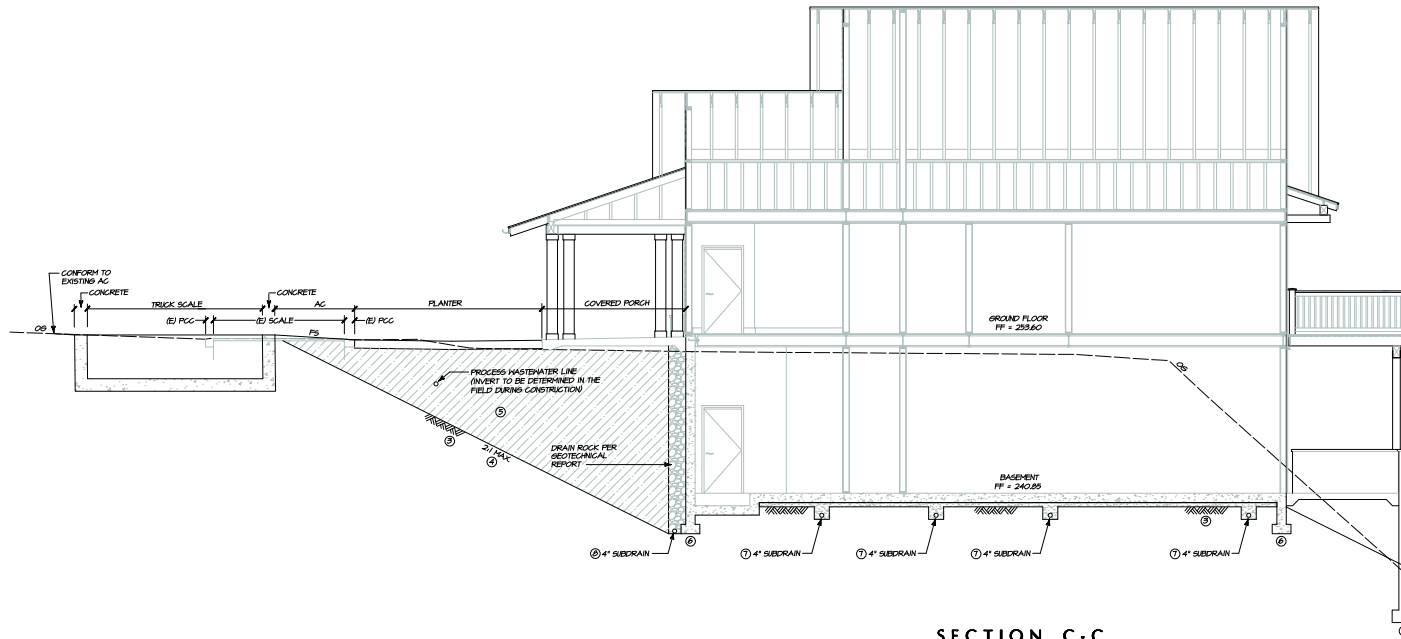 CONFORM TO
EXISTING AC
CONCRETE
CONCRETE
TRUCK SCALE
AC
PLANTER
COVERED PORCH
(E) PCC
(E) SCALE
(E) PCC
OG
FS
GROUND FLOOR
FF = 253.60
PROCESS WASTEWATER LINE
(INVERT TO BE DETERMINED IN THE
FIELD DURING CONSTRUCTION)
OG
5
3
2:1 MAX.
4
DRAIN ROCK PER
GEOTECHNICAL
REPORT
BASEMENT
FF = 240.85
3
8 4" SUBDRAIN
6
7 4" SUBDRAIN
7 4" SUBDRAIN
7 4" SUBDRAIN
7 4" SUBDRAIN
6
SECTION C-C